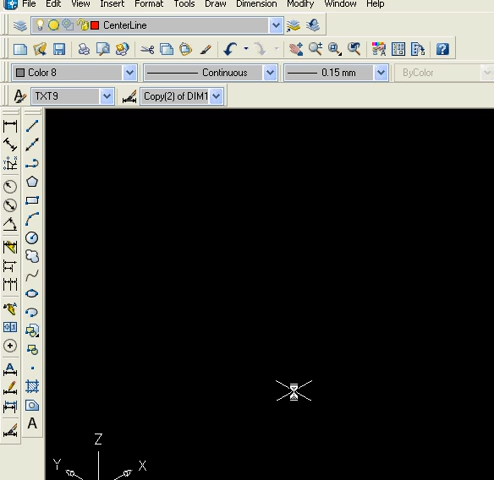 File Edit View Insert Format Tools Draw Dimension Modify Window Help
CenterLine
Color 8 Continuous 0.15 mm ByColor
TXT9 Copy(2) of DIM1
A
Z
Y X